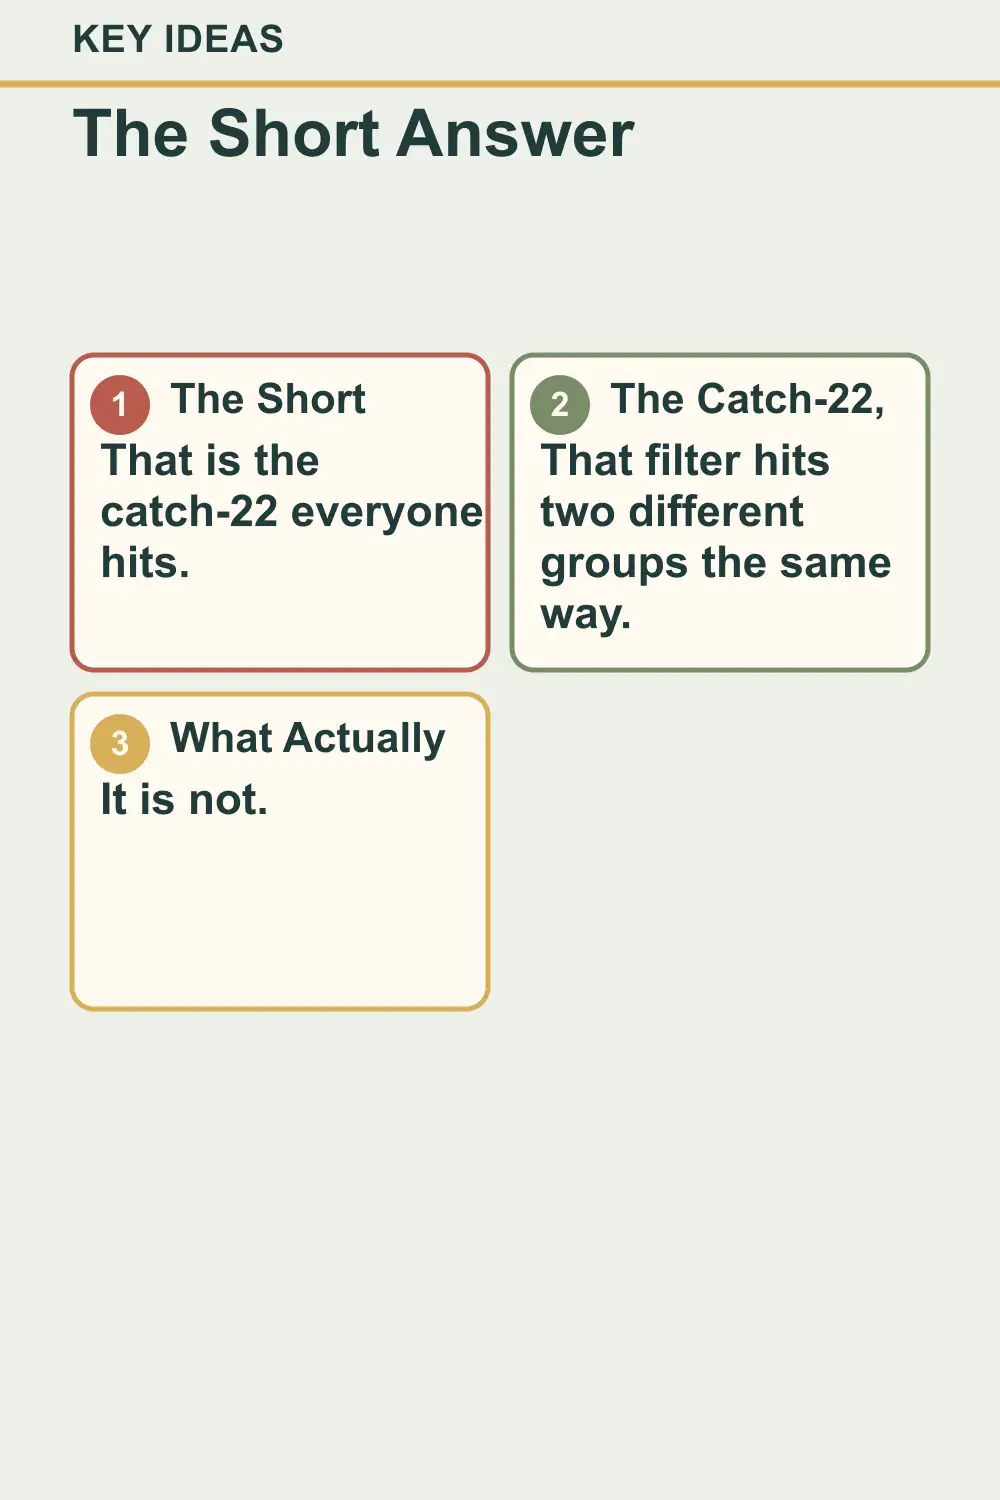 KEY IDEAS
The Short Answer
1 The Short
That is the
catch-22 everyone
hits.
2 The Catch-22,
That filter hits
two different
groups the same
way.
3 What Actually
It is not.